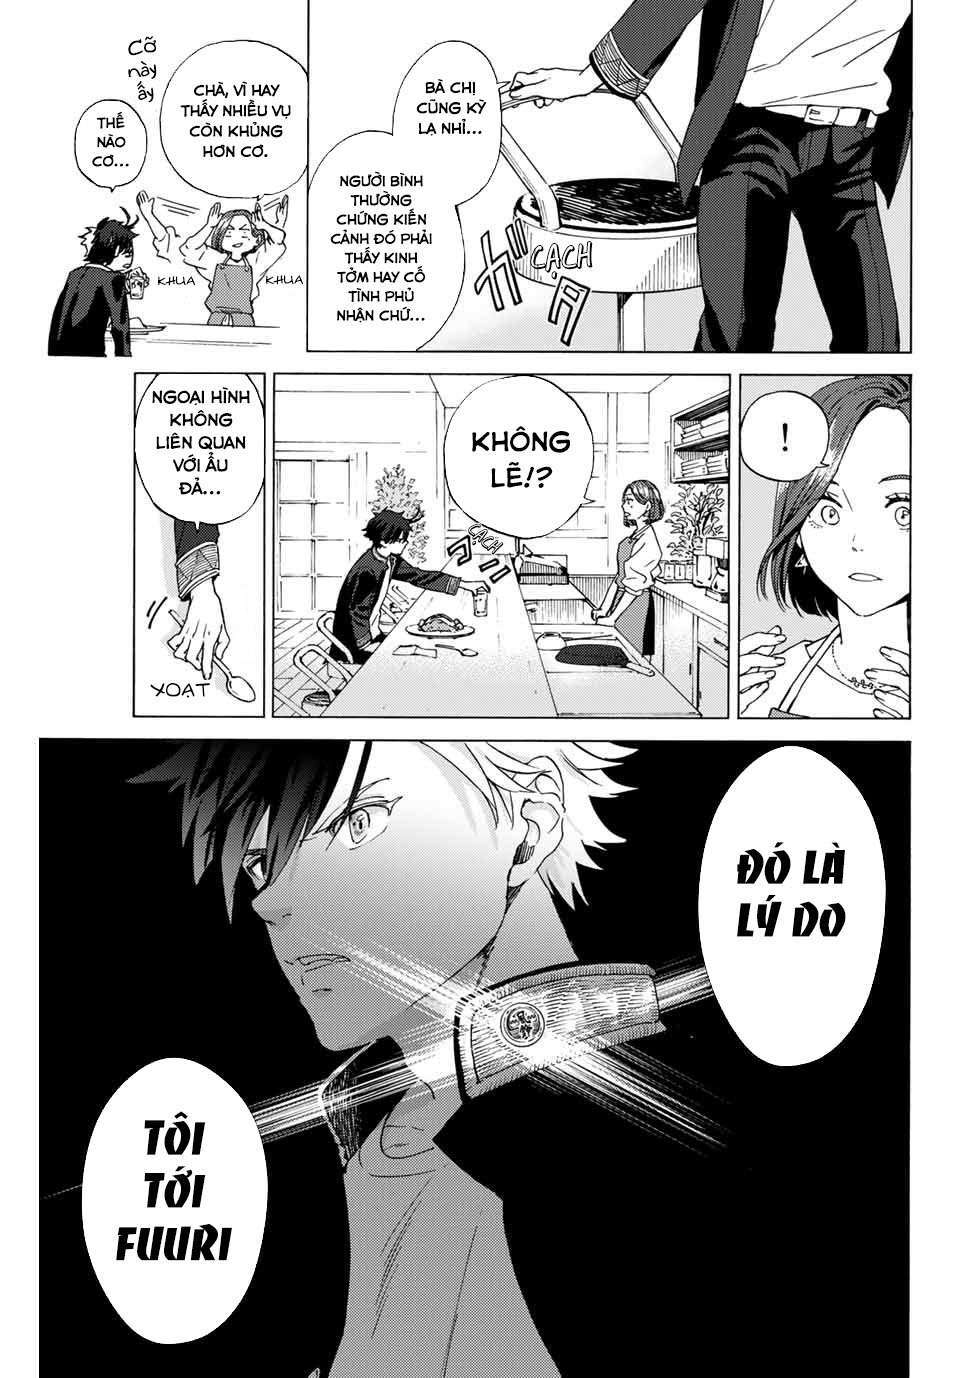 BÀ CHỊ
CŨNG KỲ
LẠ NHỈ...
NGƯỜI BÌNH
THƯỜNG
CHỨNG KIẾN
CẢNH ĐÓ PHẢI
THẤY KINH
TỞM HAY CỐ
TÌNH PHỦ
NHẬN CHỨ...
CẠCH
ガタ
CHÀ, VÌ HAY
THẤY NHIỀU VỤ
CÒN KHỦNG
HƠN CƠ.
Cỡ
này
ấy
THẾ
NÀO
CƠ...
KHUA
KHUA
!
KHÔNG
LẼ!?
CẠCH
NGOẠI HÌNH
KHÔNG
LIÊN QUAN
VỚI ẨU
ĐẢ...
XOẠT
ĐÓ LÀ
LÝ DO
TÔI
TỚI
FUURI